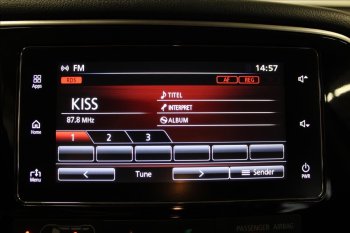 FM 14:57
KISS AF REG
Apps
KISS
TITEL
INTERPRET
ALBUM
87.8 MHz
Home
1 2 3
Menu
< Tune > Sender
PWR
PASSENGER AIRBAG